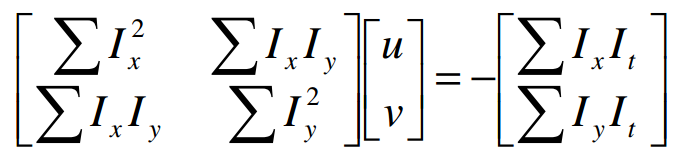 [∑I_x^2 ∑I_xI_y] [u] = −[∑I_xI_t]
[∑I_xI_y ∑I_y^2] [v] [∑I_yI_t]